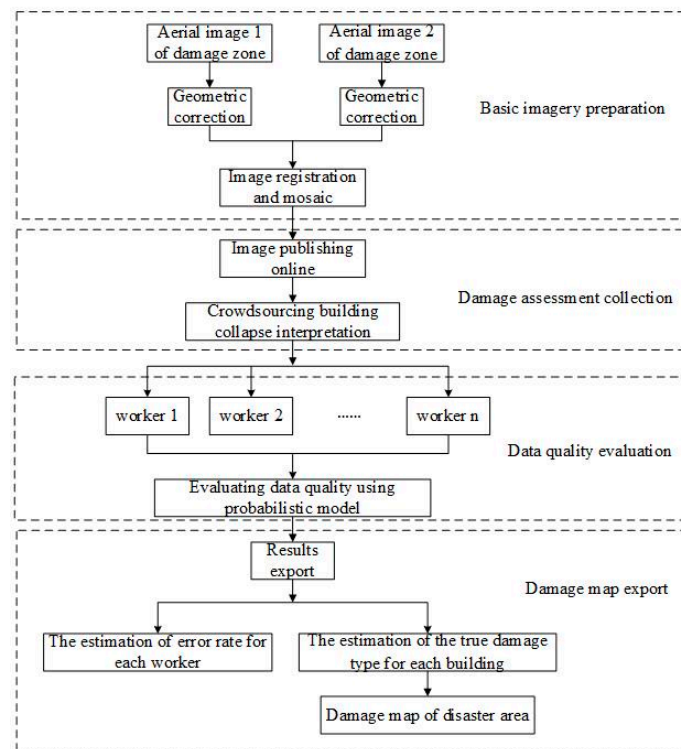 Aerial image 1
of damage zone
Aerial image 2
of damage zone
Geometric
correction
Geometric
correction
Basic imagery preparation
Image registration
and mosaic
Image publishing
online
Damage assessment collection
Crowdsourcing building
collapse interpretation
worker 1
worker 2
......
worker n
Data quality evaluation
Evaluating data quality using
probabilistic model
Results
export
Damage map export
The estimation of error rate for
each worker
The estimation of the true damage
type for each building
Damage map of disaster area